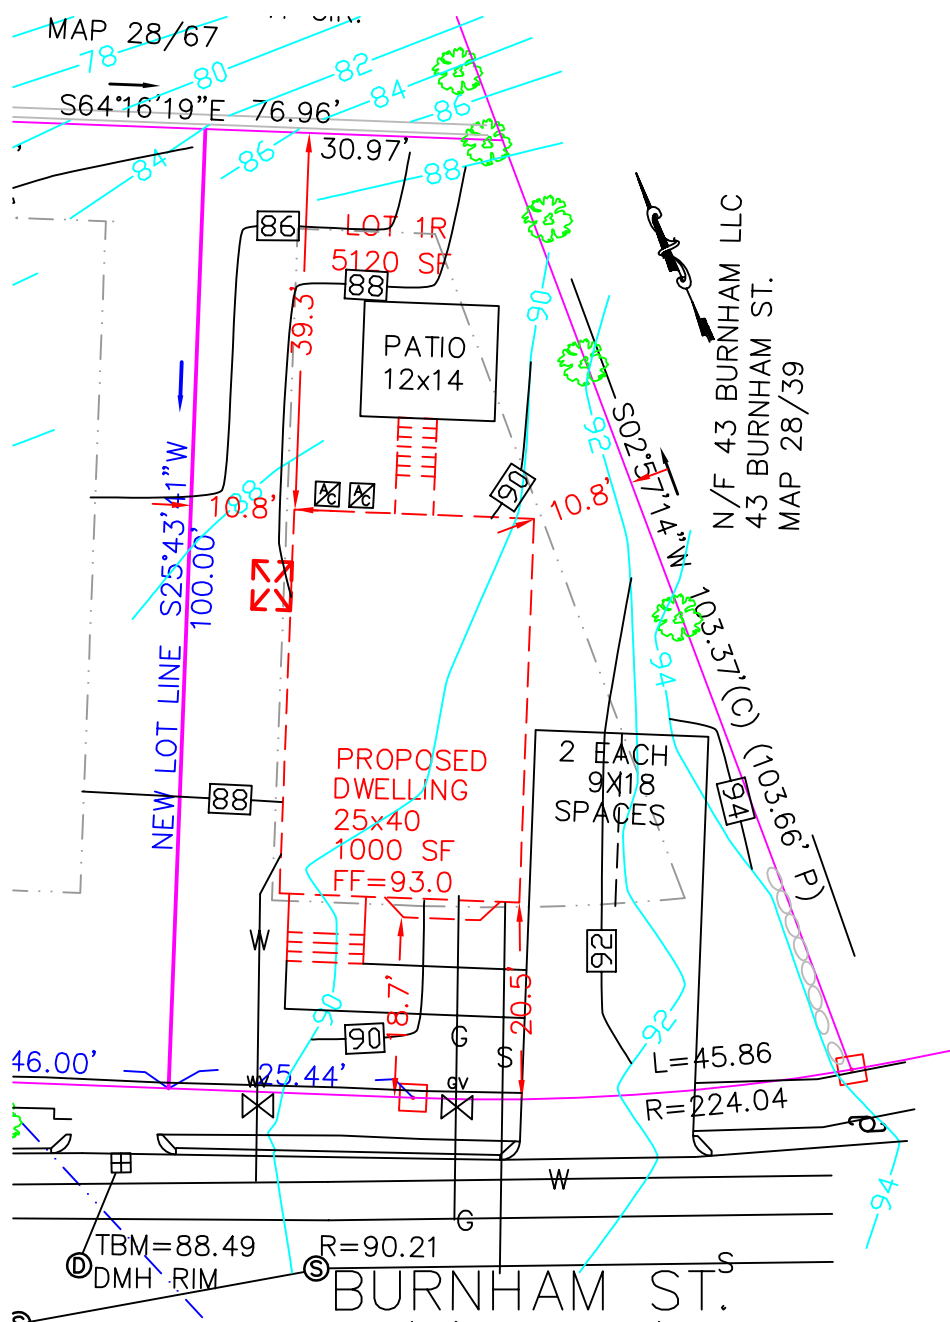 MAP 28/67
78
80
82
84
86
S64°16'19"E 76.96'
84
86
88
30.97'
86
LOT 1R
5120 SF
88
39.3'
PATIO
12x14
90
90
92
S02°57'14"W 103.37'(C) (103.66' P)
N/F 43 BURNHAM LLC
43 BURNHAM ST.
MAP 28/39
NEW LOT LINE S25°43'41"W
100.00'
88
10.8'
A/C
A/C
10.8'
94
94
88
PROPOSED
DWELLING
25x40
1000 SF
FF=93.0
2 EACH
9X18
SPACES
W
92
90
90
18.7'
20.5'
G
S
92
46.00'
25.44'
WV
GV
L=45.86
R=224.04
W
G
94
TBM=88.49
DMH RIM
D
R=90.21
S
S
BURNHAM ST.